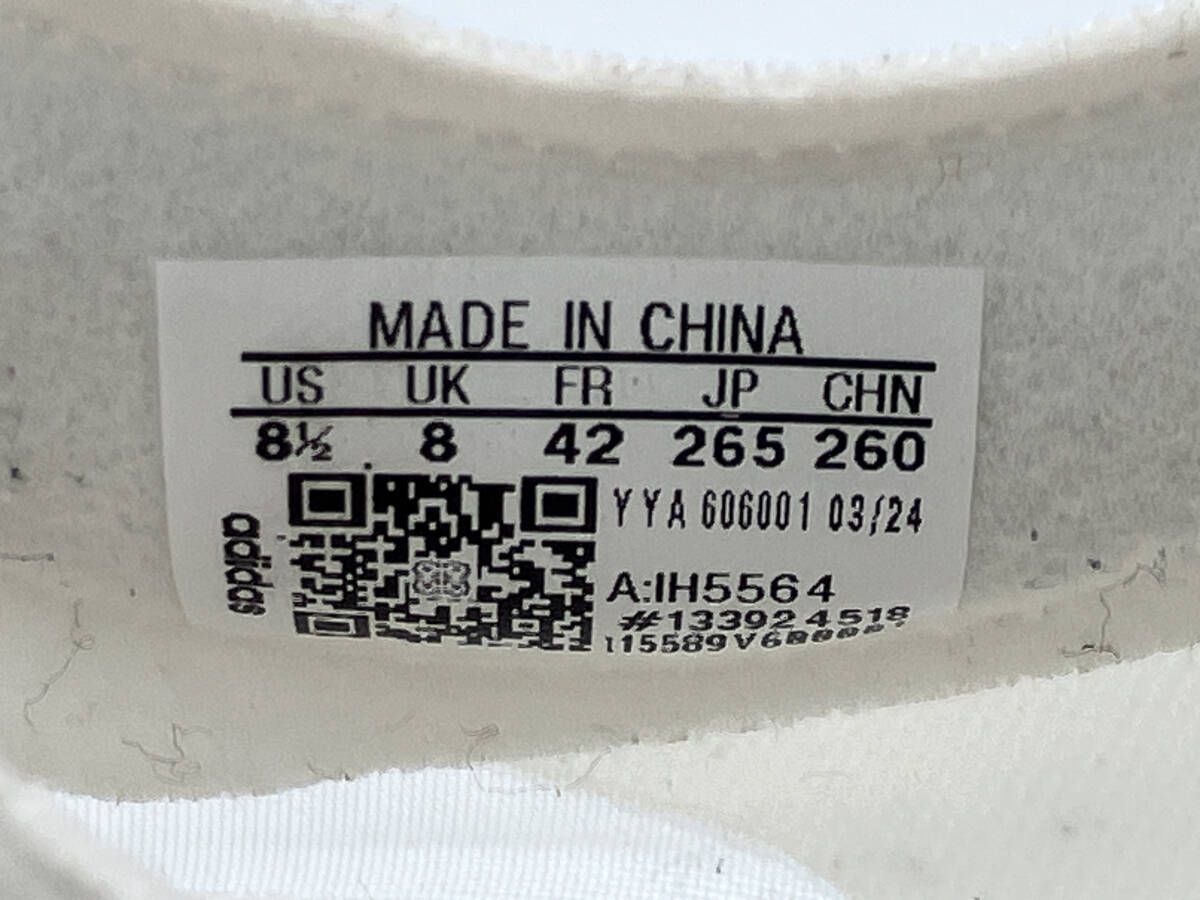 MADE IN CHINA
US UK FR JP CHN
8½ 8 42 265 260
YYA 606001 03/24
adidas
A:IH5564
#133924518